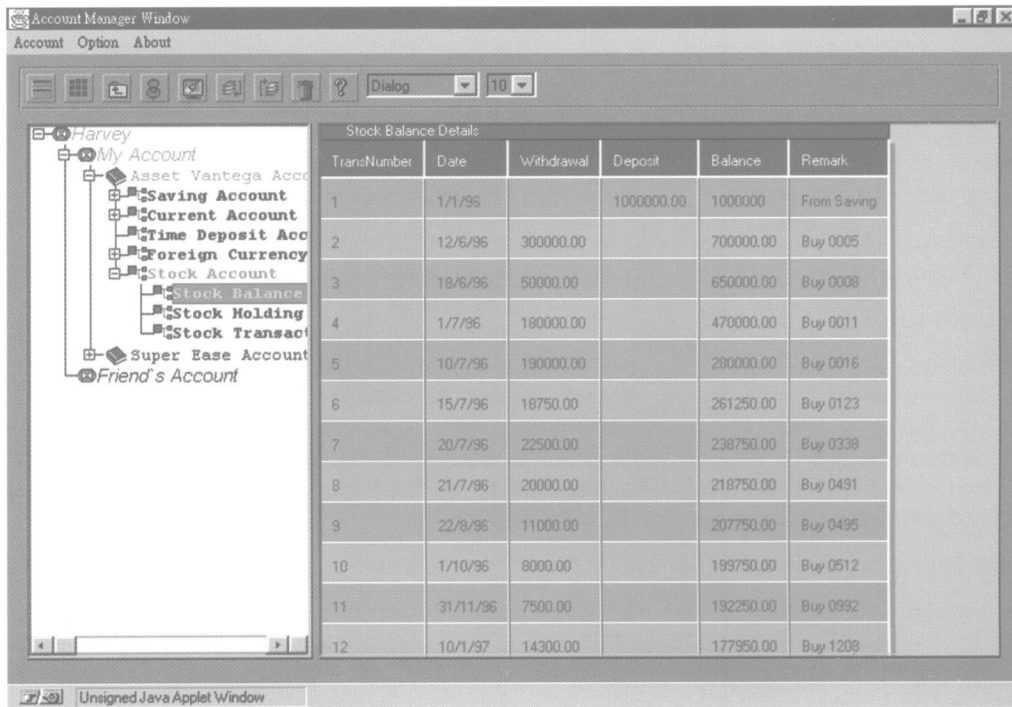 Account Manager Window
Account Option About
Dialog 10
Harvey
My Account
Asset Vantega Acco
Saving Account
Current Account
Time Deposit Acc
Foreign Currency
Stock Account
Stock Balance
Stock Holding
Stock Transact
Super Ease Account
Friend`s Account
Stock Balance Details
TransNumber Date Withdrawal Deposit Balance Remark
1 1/1/96 1000000.00 1000000 From Saving
2 12/6/96 300000.00 700000.00 Buy 0005
3 18/6/96 50000.00 650000.00 Buy 0008
4 1/7/96 180000.00 470000.00 Buy 0011
5 10/7/96 190000.00 280000.00 Buy 0016
6 15/7/96 18750.00 261250.00 Buy 0123
7 20/7/96 22500.00 238750.00 Buy 0338
8 21/7/96 20000.00 218750.00 Buy 0491
9 22/8/96 11000.00 207750.00 Buy 0495
10 1/10/96 8000.00 199750.00 Buy 0512
11 31/11/96 7500.00 192250.00 Buy 0992
12 10/1/97 14300.00 177950.00 Buy 1208
Unsigned Java Applet Window